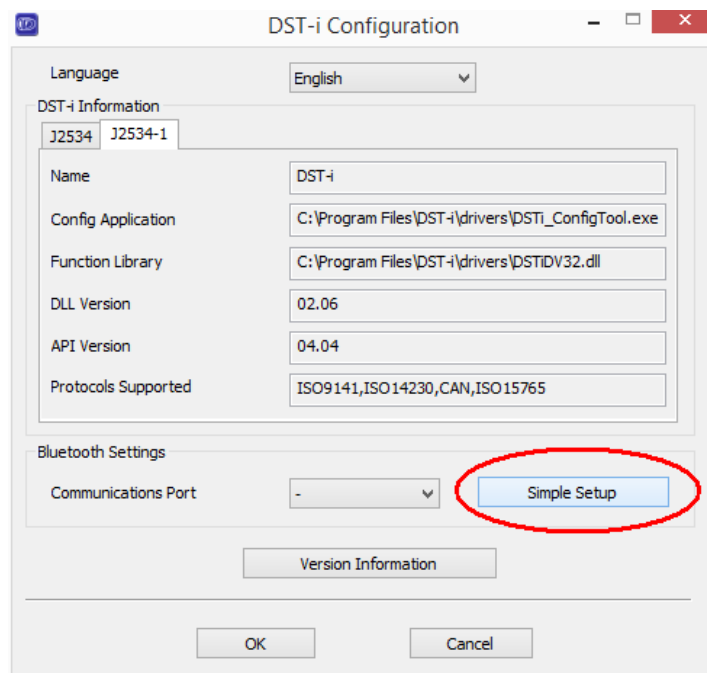 DST-i Configuration
Language
English
DST-i Information
J2534
J2534-1
Name
DST-i
Config Application
C:\Program Files\DST-i\drivers\DSTi_ConfigTool.exe
Function Library
C:\Program Files\DST-i\drivers\DSTiDV32.dll
DLL Version
02.06
API Version
04.04
Protocols Supported
ISO9141,ISO14230,CAN,ISO15765
Bluetooth Settings
Communications Port
-
Simple Setup
Version Information
OK
Cancel